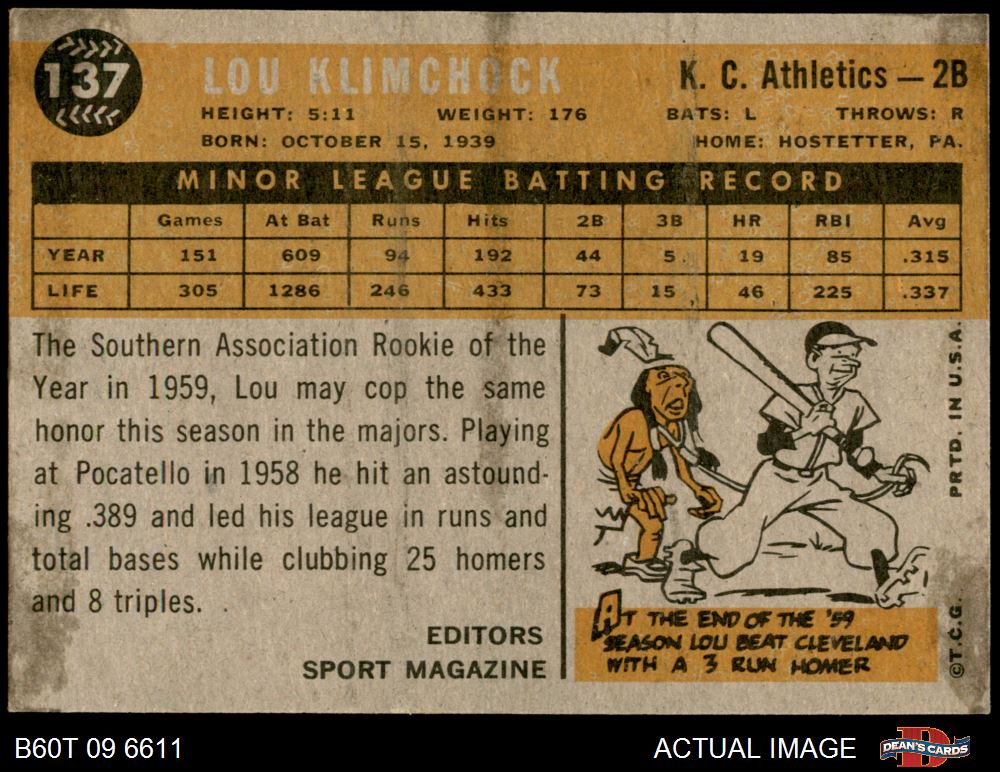 137
LOU KLIMCHOCK
K. C. Athletics — 2B
HEIGHT: 5:11 WEIGHT: 176 BATS: L THROWS: R
BORN: OCTOBER 15, 1939 HOME: HOSTETTER, PA.
MINOR LEAGUE BATTING RECORD
Games At Bat Runs Hits 2B 3B HR RBI Avg
YEAR 151 609 94 192 44 5 19 85 .315
LIFE 305 1286 246 433 73 15 46 225 .337
The Southern Association Rookie of the
Year in 1959, Lou may cop the same
honor this season in the majors. Playing
at Pocatello in 1958 he hit an astound-
ing .389 and led his league in runs and
total bases while clubbing 25 homers
and 8 triples.
EDITORS
SPORT MAGAZINE
AT THE END OF THE '59
SEASON LOU BEAT CLEVELAND
WITH A 3 RUN HOMER
©T.C.G. PRTD. IN U.S.A.
B60T 09 6611
ACTUAL IMAGE
DEAN'S CARDS